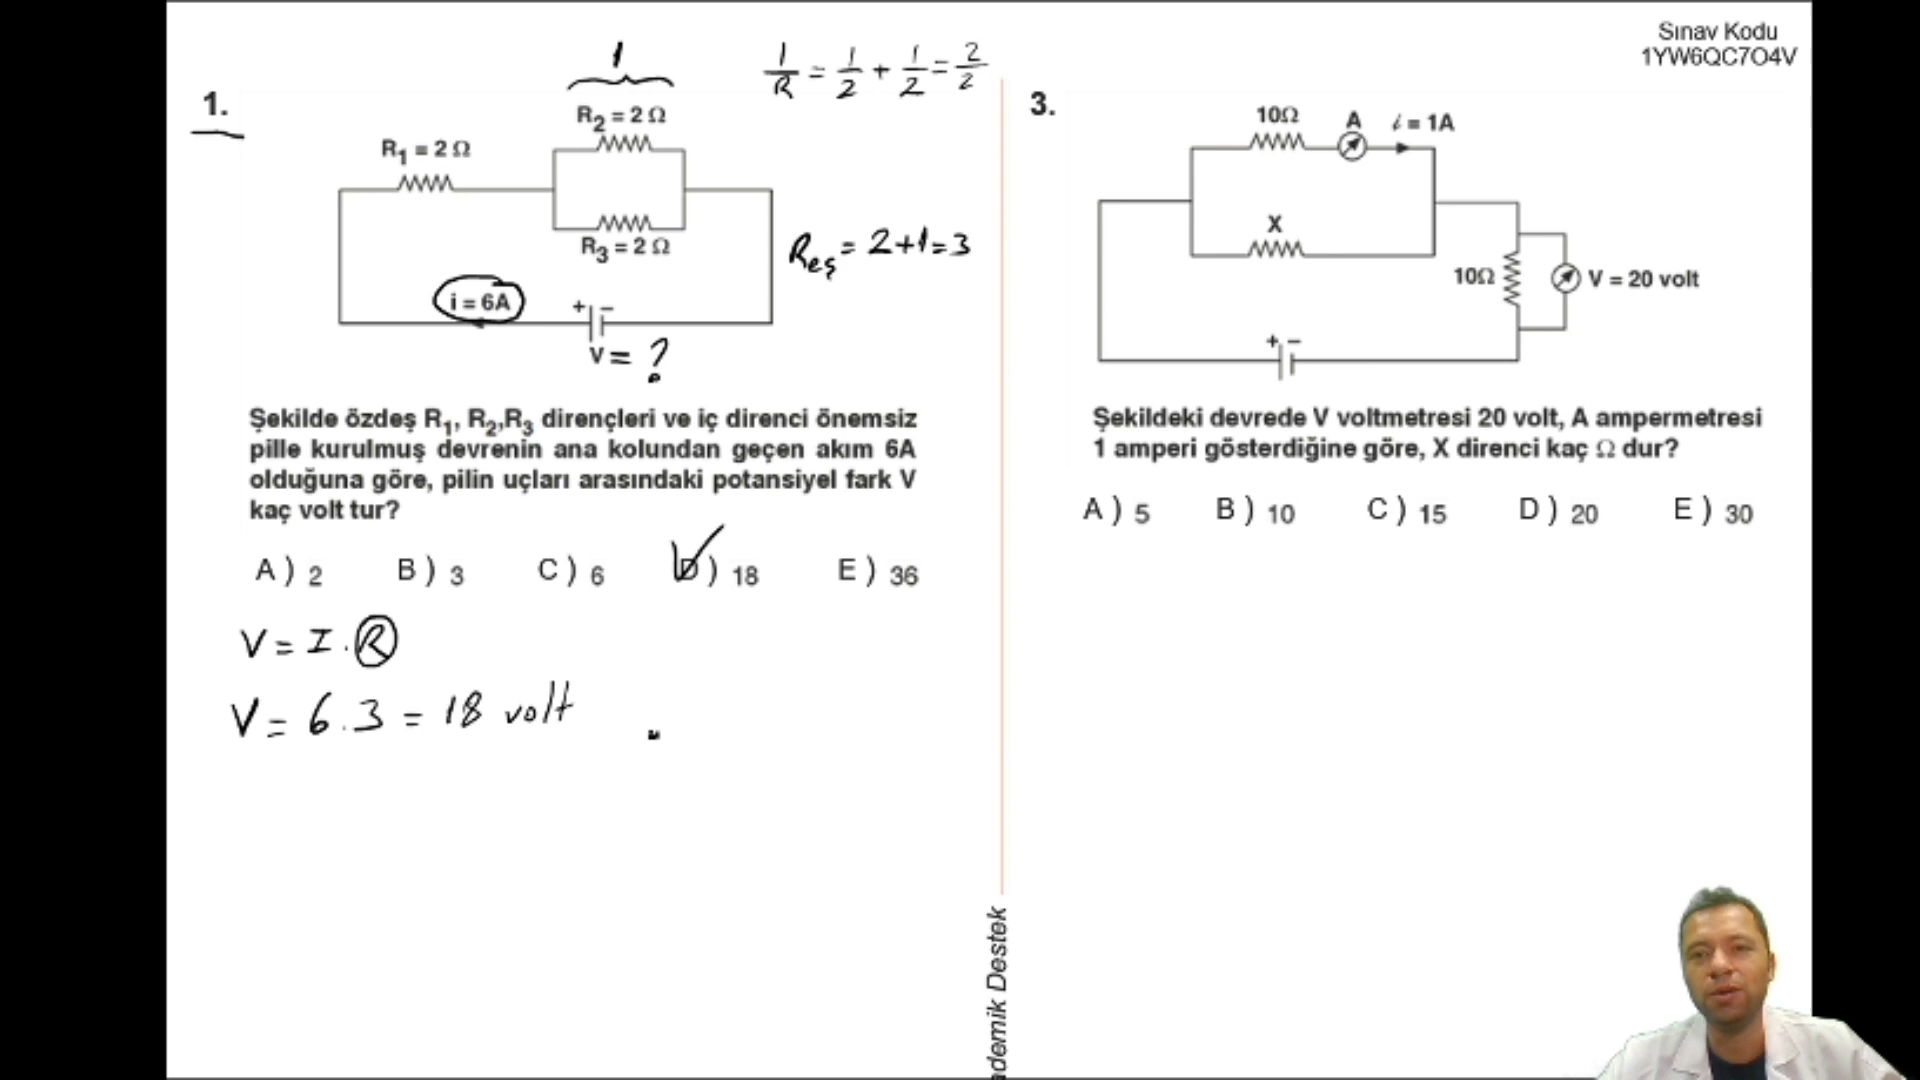 Sınav Kodu
1YW6QC7O4V
1.
1
1/R = 1/2 + 1/2 = 2/2
R1 = 2 Ω
R2 = 2 Ω
R3 = 2 Ω
Reş = 2+1=3
i = 6A
+ −
V = ?
Şekilde özdeş R1, R2,R3 dirençleri ve iç direnci önemsiz
pille kurulmuş devrenin ana kolundan geçen akım 6A
olduğuna göre, pilin uçları arasındaki potansiyel fark V
kaç volt tur?
A) 2 B) 3 C) 6 D) 18 E) 36
V = I . R
V = 6 . 3 = 18 volt
3.
10Ω A i = 1A
X
10Ω V = 20 volt
+ −
Şekildeki devrede V voltmetresi 20 volt, A ampermetresi
1 amperi gösterdiğine göre, X direnci kaç Ω dur?
A) 5 B) 10 C) 15 D) 20 E) 30
ademik Destek